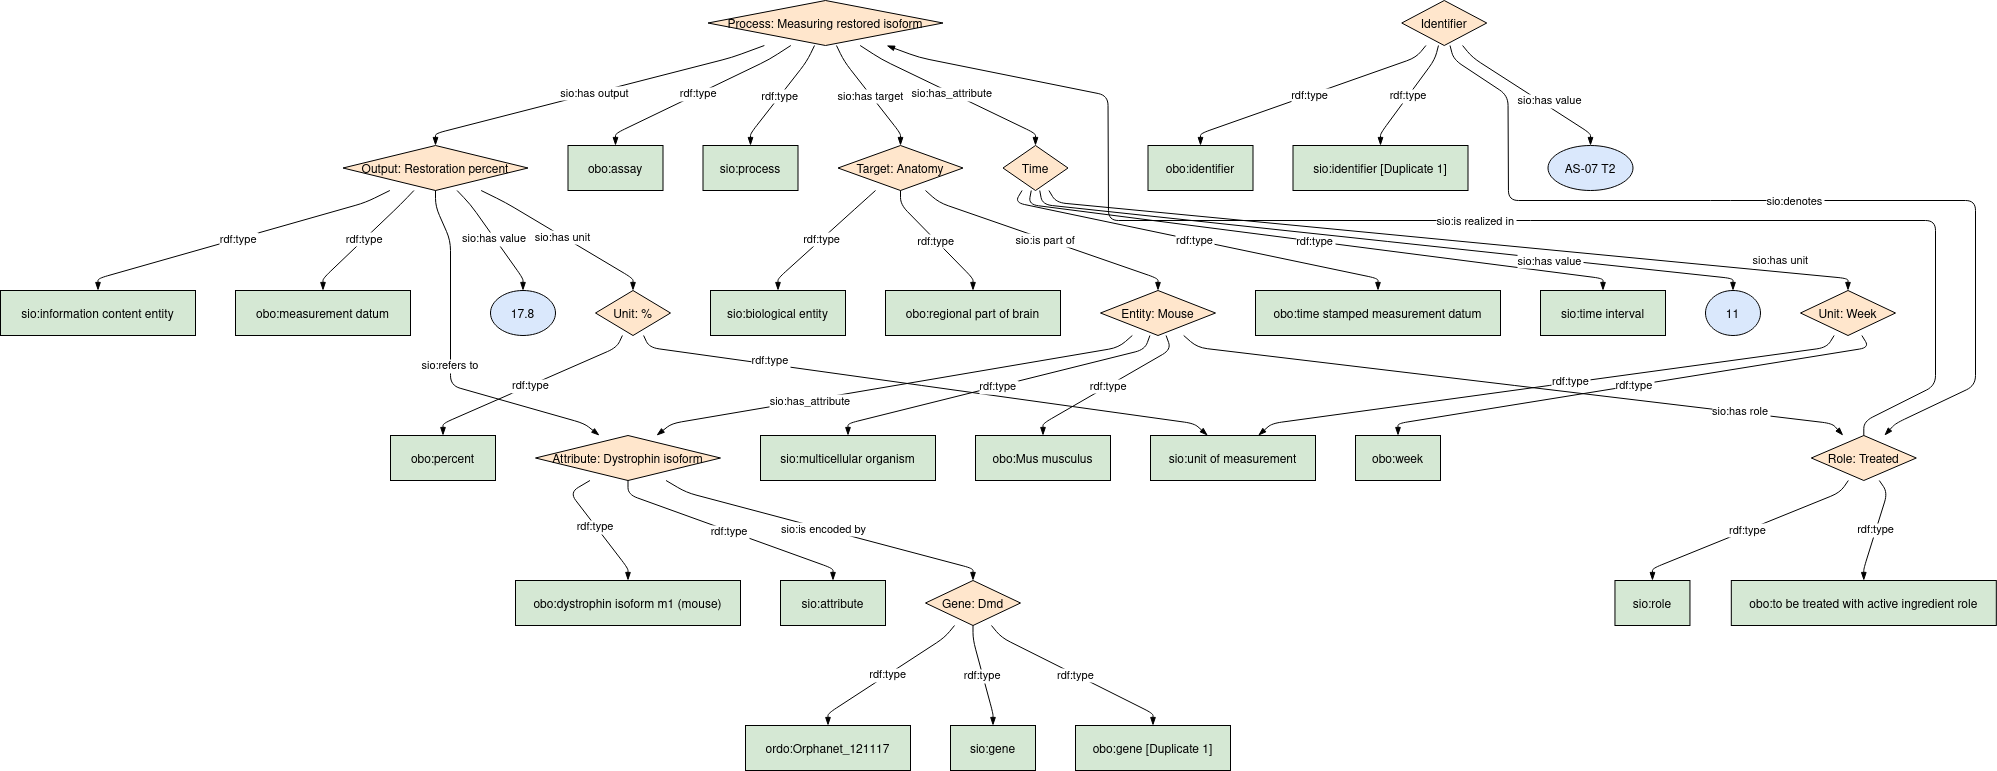 Process: Measuring restored isoform
Identifier
sio:has output
rdf:type
rdf:type
sio:has target
sio:has_attribute
rdf:type
rdf:type
sio:has value
Output: Restoration percent
obo:assay
sio:process
Target: Anatomy
Time
obo:identifier
sio:identifier [Duplicate 1]
AS-07 T2
sio:denotes
sio:is realized in
rdf:type
rdf:type
sio:has value
sio:has unit
rdf:type
rdf:type
sio:is part of
rdf:type
rdf:type
sio:has value
sio:has unit
sio:information content entity
obo:measurement datum
17.8
Unit: %
sio:biological entity
obo:regional part of brain
Entity: Mouse
obo:time stamped measurement datum
sio:time interval
11
Unit: Week
sio:refers to
rdf:type
rdf:type
sio:has_attribute
rdf:type
rdf:type
rdf:type
rdf:type
sio:has role
obo:percent
Attribute: Dystrophin isoform
sio:multicellular organism
obo:Mus musculus
sio:unit of measurement
obo:week
Role: Treated
rdf:type
rdf:type
sio:is encoded by
rdf:type
rdf:type
obo:dystrophin isoform m1 (mouse)
sio:attribute
Gene: Dmd
sio:role
obo:to be treated with active ingredient role
rdf:type
rdf:type
rdf:type
ordo:Orphanet_121117
sio:gene
obo:gene [Duplicate 1]